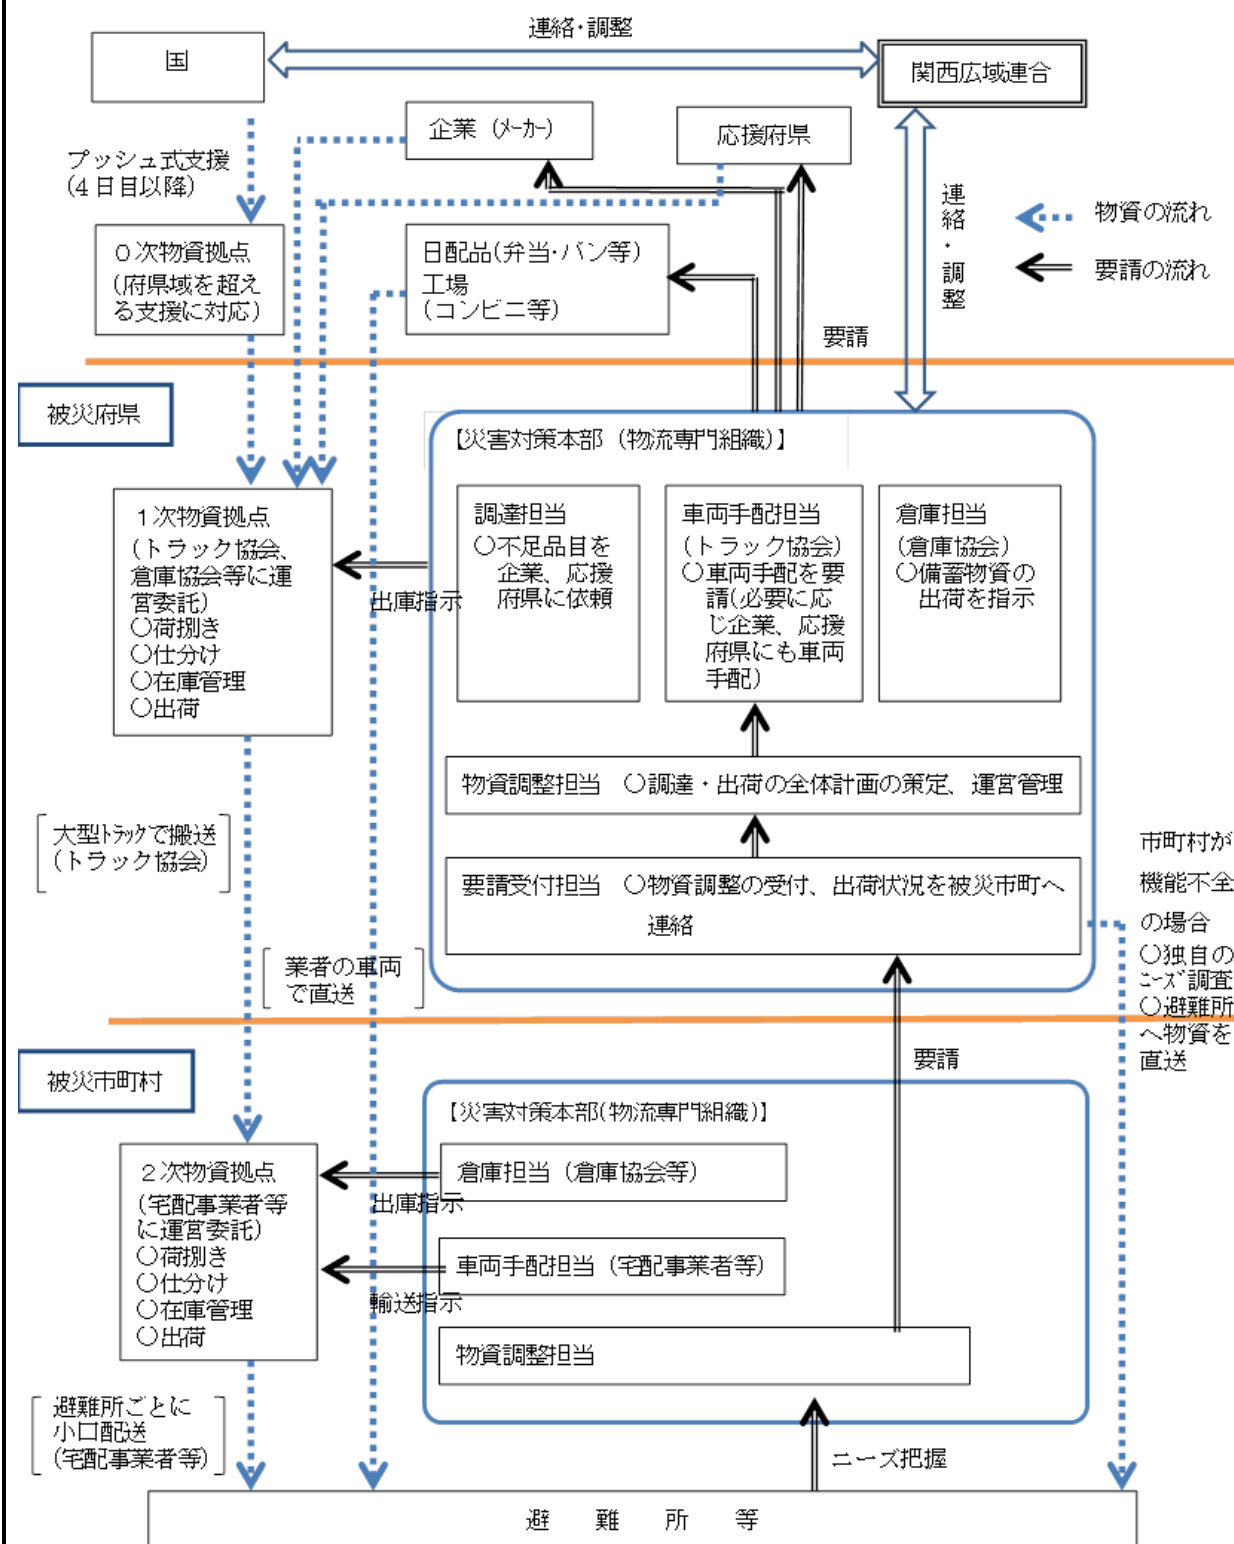 連絡・調整
国
関西広域連合
企業（メーカー）
応援府県
プッシュ式支援
(４日目以降)
連絡・調整
物資の流れ
要請の流れ
０次物資拠点
(府県域を超え
る支援に対応)
日配品(弁当・パン等)
工場
(コンビニ等)
要請
被災府県
【災害対策本部（物流専門組織)】
調達担当
○不足品目を
企業、応援
府県に依頼
車両手配担当
(トラック協会)
○車両手配を要
請(必要に応
じ企業、応援
府県にも車両
手配)
倉庫担当
(倉庫協会)
○備蓄物資の
出荷を指示
１次物資拠点
(トラック協会、
倉庫協会等に運
営委託)
○荷捌き
○仕分け
○在庫管理
○出荷
出庫指示
物資調整担当　○調達・出荷の全体計画の策定、運営管理
大型トラックで搬送
(トラック協会)
要請受付担当　○物資調整の受付、出荷状況を被災市町へ
連絡
市町村が
機能不全
の場合
○独自の
ニーズ調査
○避難所
へ物資を
直送
業者の車両
で直送
要請
被災市町村
【災害対策本部(物流専門組織)】
２次物資拠点
(宅配事業者等
に運営委託)
○荷捌き
○仕分け
○在庫管理
○出荷
倉庫担当（倉庫協会等)
出庫指示
車両手配担当（宅配事業者等)
輸送指示
物資調整担当
避難所ごとに
小口配送
(宅配事業者等)
ニーズ把握
避　難　所　等